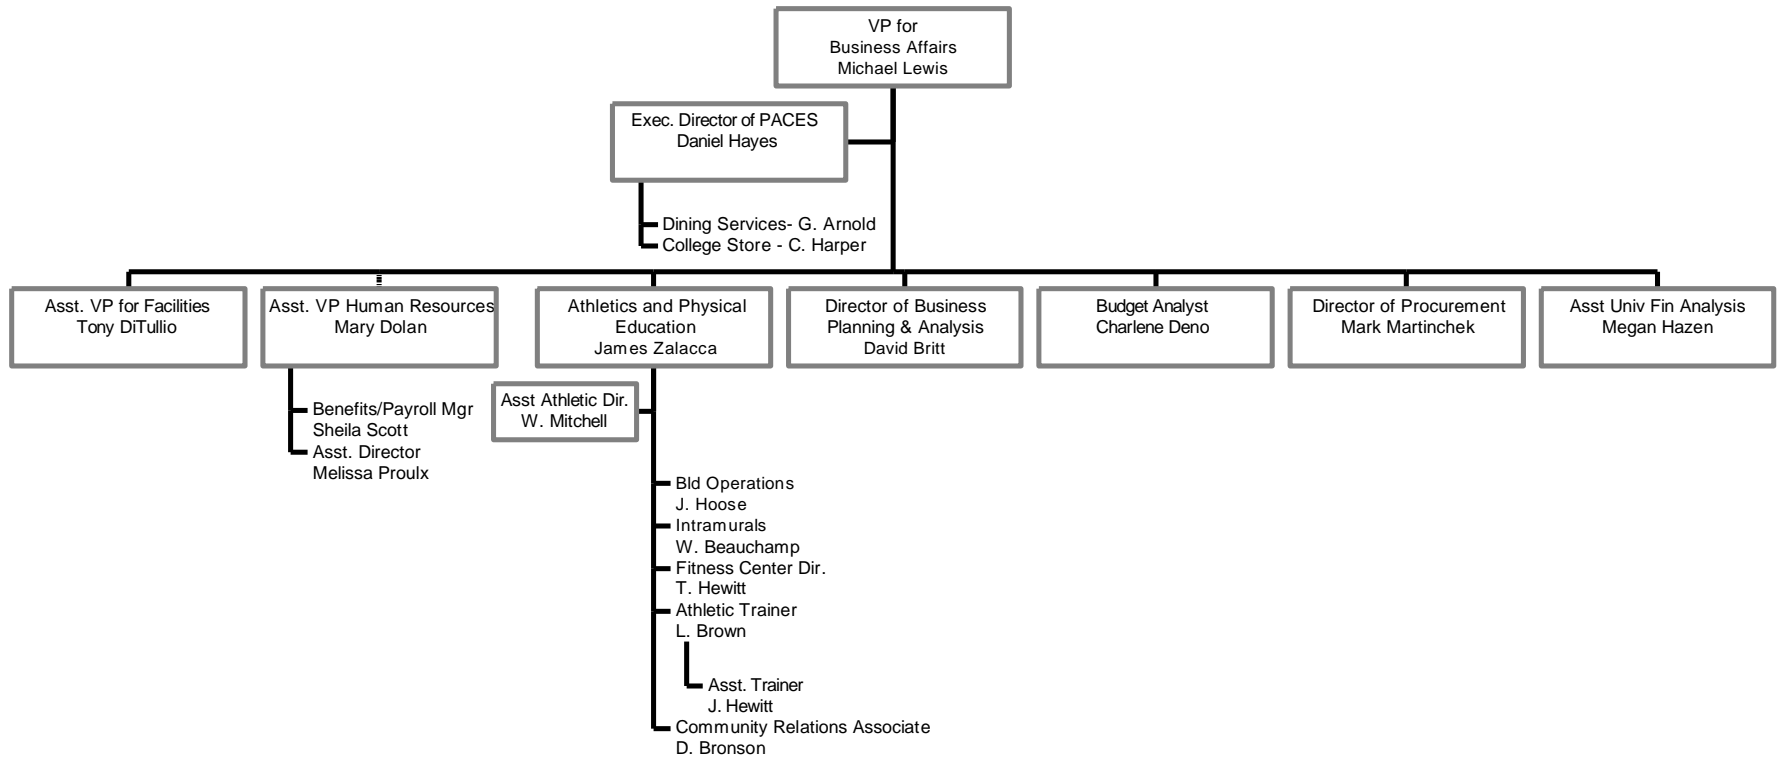 VP for
Business Affairs
Michael Lewis
Exec. Director of PACES
Daniel Hayes
Dining Services- G. Arnold
College Store - C. Harper
Asst. VP for Facilities
Tony DiTullio
Asst. VP Human Resources
Mary Dolan
Benefits/Payroll Mgr
Sheila Scott
Asst. Director
Melissa Proulx
Athletics and Physical
Education
James Zalacca
Asst Athletic Dir.
W. Mitchell
Bld Operations
J. Hoose
Intramurals
W. Beauchamp
Fitness Center Dir.
T. Hewitt
Athletic Trainer
L. Brown
Asst. Trainer
J. Hewitt
Community Relations Associate
D. Bronson
Director of Business
Planning & Analysis
David Britt
Budget Analyst
Charlene Deno
Director of Procurement
Mark Martinchek
Asst Univ Fin Analysis
Megan Hazen